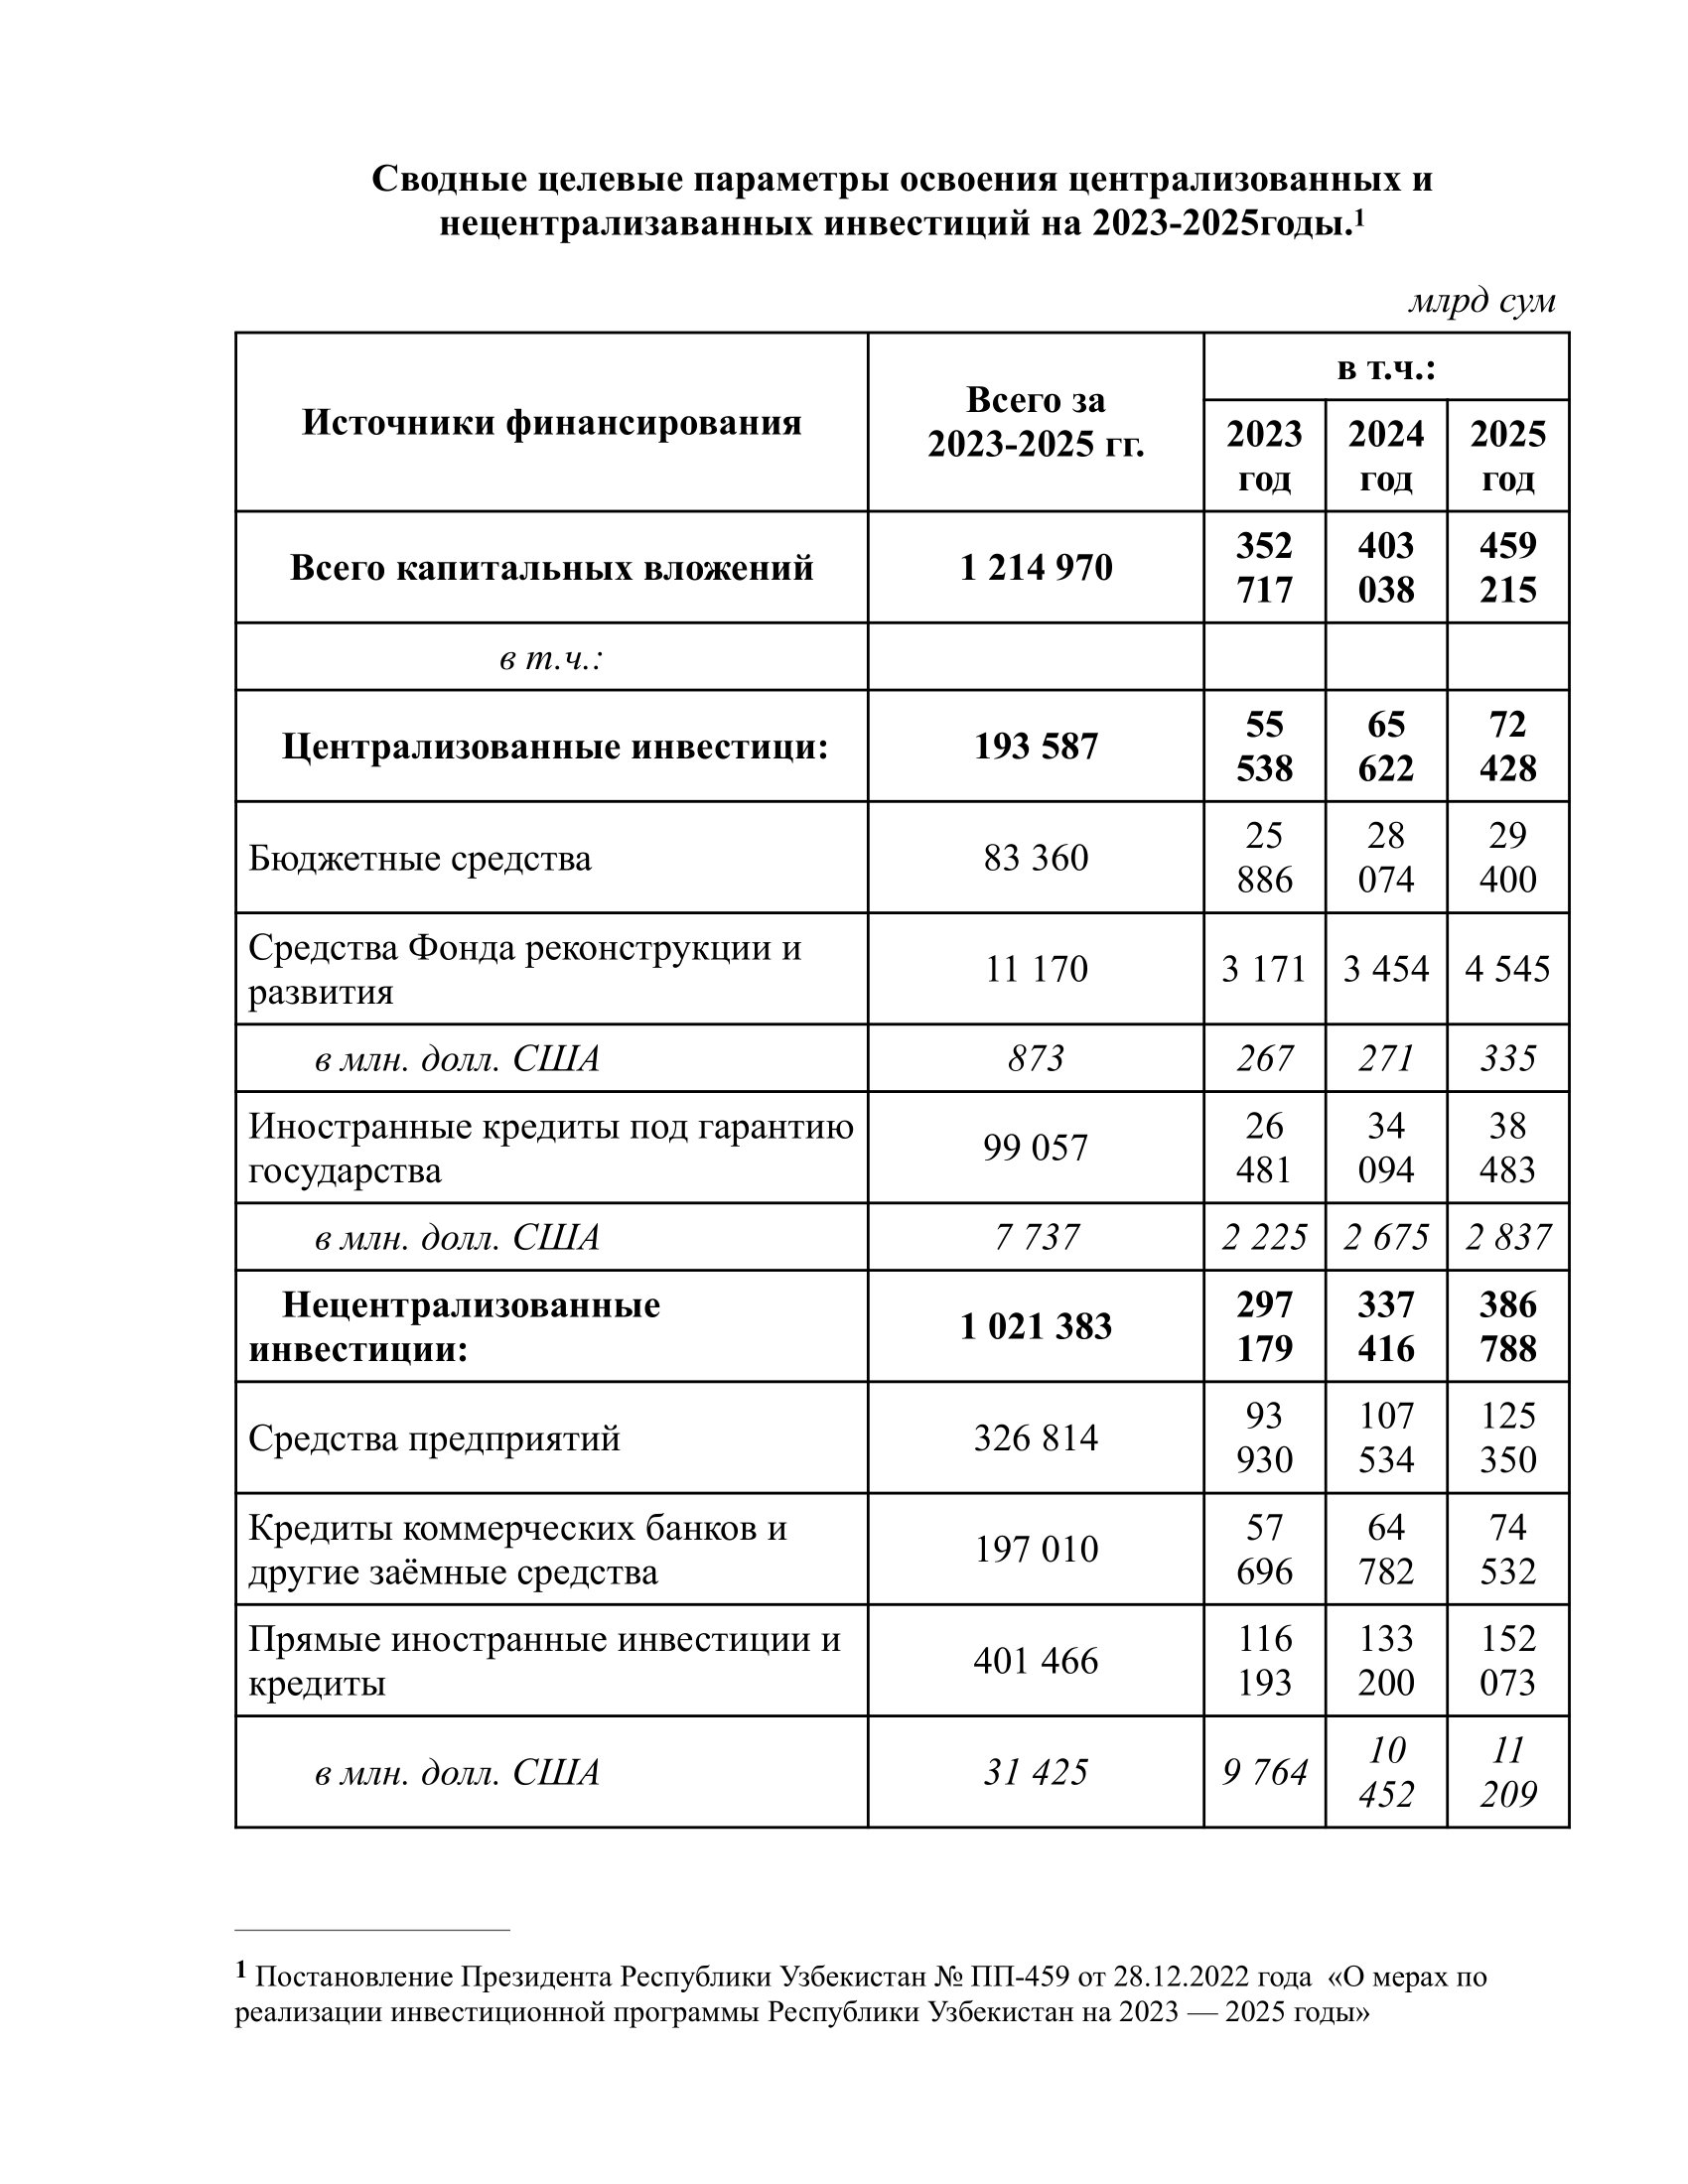 Сводные целевые параметры освоения централизованных и
нецентрализаванных инвестиций на 2023-2025годы.1
млрд сум
Источники финансирования
Всего за
2023-2025 гг.
в т.ч.:
2023
год
2024
год
2025
год
Всего капитальных вложений
1 214 970
352
717
403
038
459
215
в т.ч.:
Централизованные инвестици:
193 587
55
538
65
622
72
428
Бюджетные средства
83 360
25
886
28
074
29
400
Средства Фонда реконструкции и
развития
11 170
3 171
3 454
4 545
в млн. долл. США
873
267
271
335
Иностранные кредиты под гарантию
государства
99 057
26
481
34
094
38
483
в млн. долл. США
7 737
2 225
2 675
2 837
Нецентрализованные
инвестиции:
1 021 383
297
179
337
416
386
788
Средства предприятий
326 814
93
930
107
534
125
350
Кредиты коммерческих банков и
другие заёмные средства
197 010
57
696
64
782
74
532
Прямые иностранные инвестиции и
кредиты
401 466
116
193
133
200
152
073
в млн. долл. США
31 425
9 764
10
452
11
209
1 Постановление Президента Республики Узбекистан № ПП-459 от 28.12.2022 года «О мерах по
реализации инвестиционной программы Республики Узбекистан на 2023 — 2025 годы»